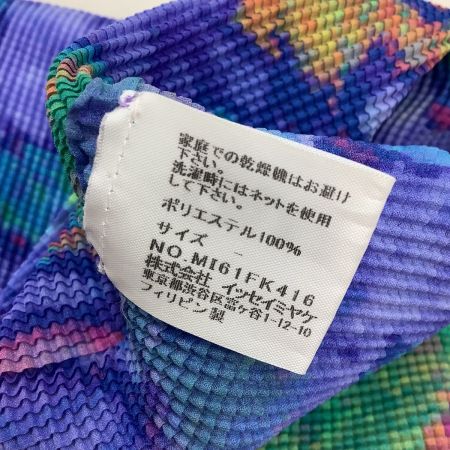 家庭での乾燥機はお避け
下さい。
洗濯時にはネットを使用
して下さい。
ポリエステル100%
サイズ -
NO.MI61FK416
株式会社 イッセイミヤケ
東京都渋谷区富ヶ谷1-12-10
フィリピン製